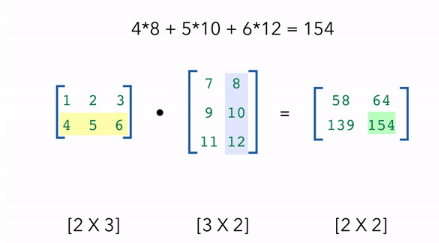 4*8 + 5*10 + 6*12 = 154
1 2 3
4 5 6
•
7 8
9 10
11 12
=
58 64
139 154
[2 X 3]
[3 X 2]
[2 X 2]